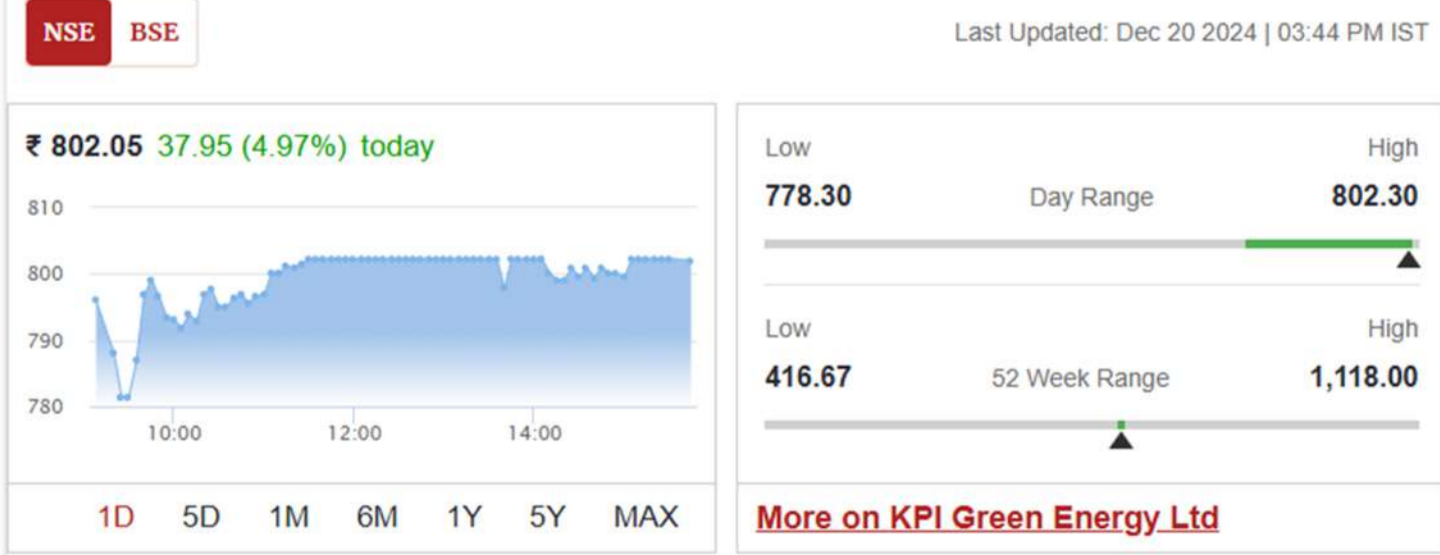 NSE BSE
Last Updated: Dec 20 2024 | 03:44 PM IST
₹ 802.05 37.95 (4.97%) today
810
800
790
780
10:00 12:00 14:00
1D 5D 1M 6M 1Y 5Y MAX
Low High
778.30 Day Range 802.30
Low High
416.67 52 Week Range 1,118.00
More on KPI Green Energy Ltd